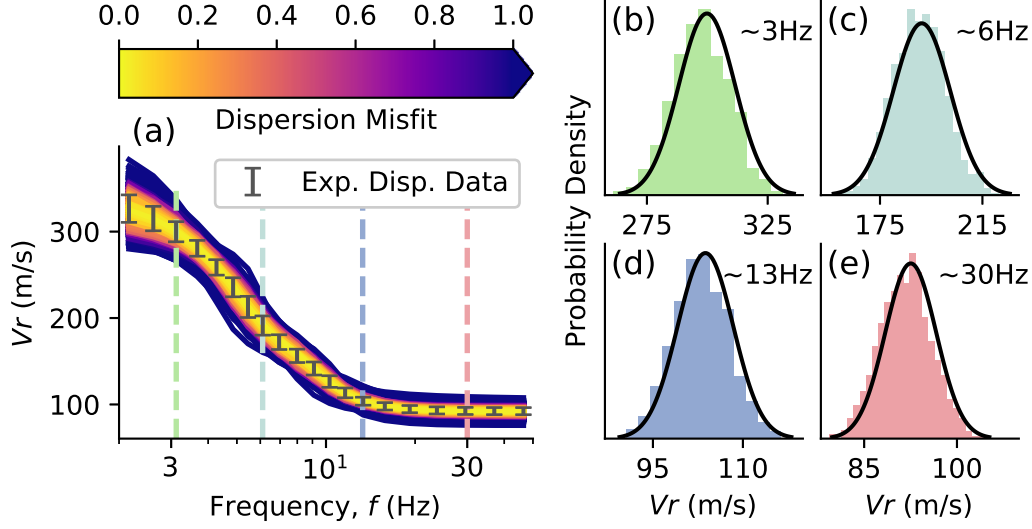 0.0 0.2 0.4 0.6 0.8 1.0
Dispersion Misfit
(a)
Exp. Disp. Data
300
200
100
Vr (m/s)
3 10¹ 30
Frequency, f (Hz)
Probability Density
(b) ~3Hz
275 325
(c) ~6Hz
175 215
(d) ~13Hz
95 110
Vr (m/s)
(e) ~30Hz
85 100
Vr (m/s)